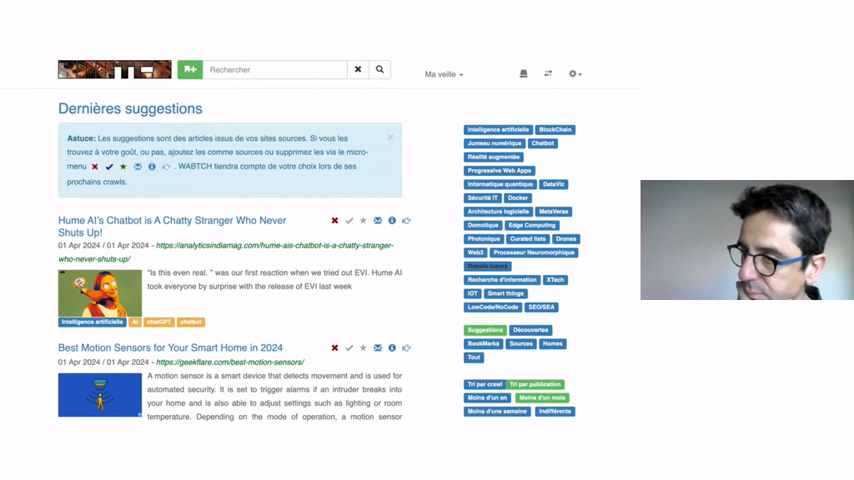 Rechercher
Ma veille
Dernières suggestions
Astuce: Les suggestions sont des articles issus de vos sites sources. Si vous les
trouvez à votre goût, ou pas, ajoutez les comme sources ou supprimez les via le micro-
menu . WABTCH tiendra compte de votre choix lors de ses
prochains crawls.
Hume AI's Chatbot is A Chatty Stranger Who Never
Shuts Up!
01 Apr 2024 / 01 Apr 2024 - https://analyticsindiamag.com/hume-ais-chatbot-is-a-chatty-stranger-
who-never-shuts-up/
"Is this even real. " was our first reaction when we tried out EVI. Hume AI
took everyone by surprise with the release of EVI last week
Intelligence artificielle AI chatGPT chatbot
Best Motion Sensors for Your Smart Home in 2024
01 Apr 2024 / 01 Apr 2024 - https://geekflare.com/best-motion-sensors/
A motion sensor is a smart device that detects movement and is used for
automated security. It is set to trigger alarms if an intruder breaks into
your home and is also able to adjust settings such as lighting or room
temperature. Depending on the mode of operation, a motion sensor
Intelligence artificielle BlockChain
Jumeau numérique Chatbot
Réalité augmentée
Progressive Web Apps
Informatique quantique DataViz
Sécurité IT Docker
Architecture logicielle MetaVerse
Domotique Edge Computing
Photonique Curated lists Drones
Web3 Processeur Neuromorphique
Robots tueurs
Recherche d'information XTech
IOT Smart things
LowCode/NoCode SEO/SEA
Suggestions Découvertes
BookMarks Sources Homes
Tout
Tri par crawl Tri par publication
Moins d'un an Moins d'un mois
Moins d'une semaine Indifférente